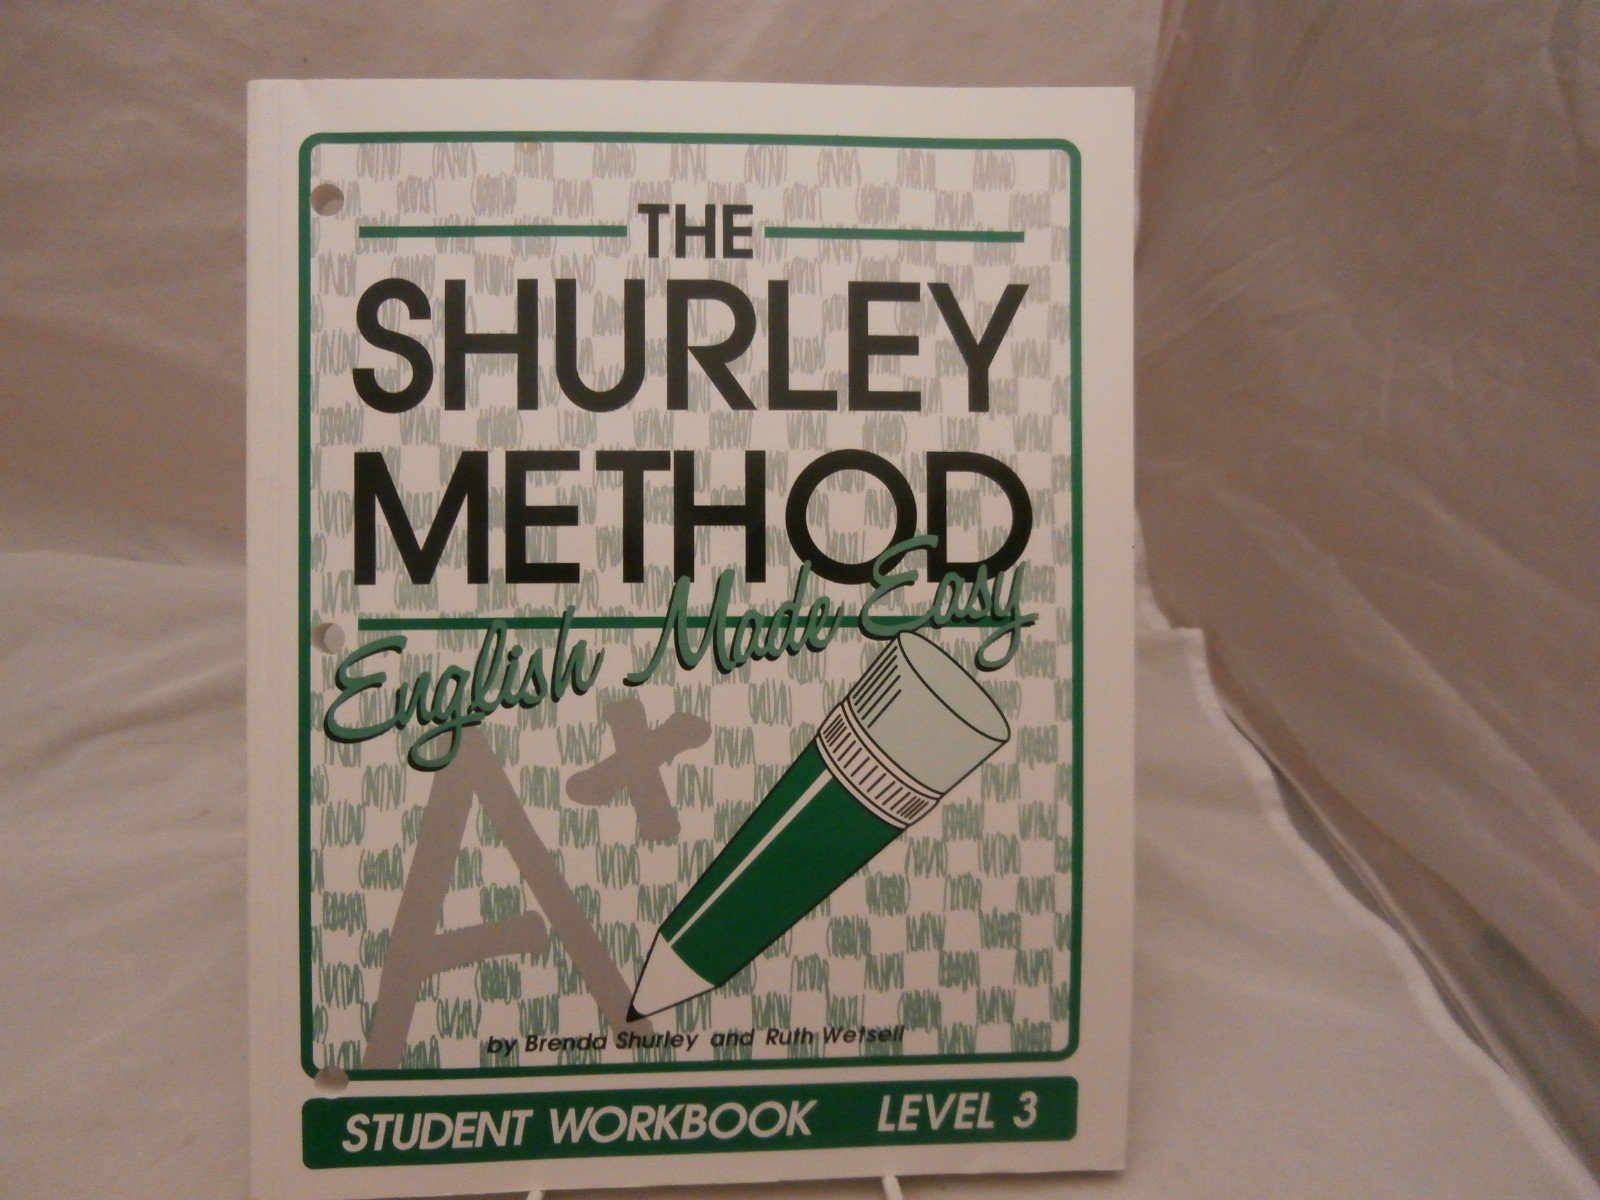 THE
SHURLEY
METHOD
English Made Easy
A+
by Brenda Shurley and Ruth Wetsell
STUDENT WORKBOOK LEVEL 3